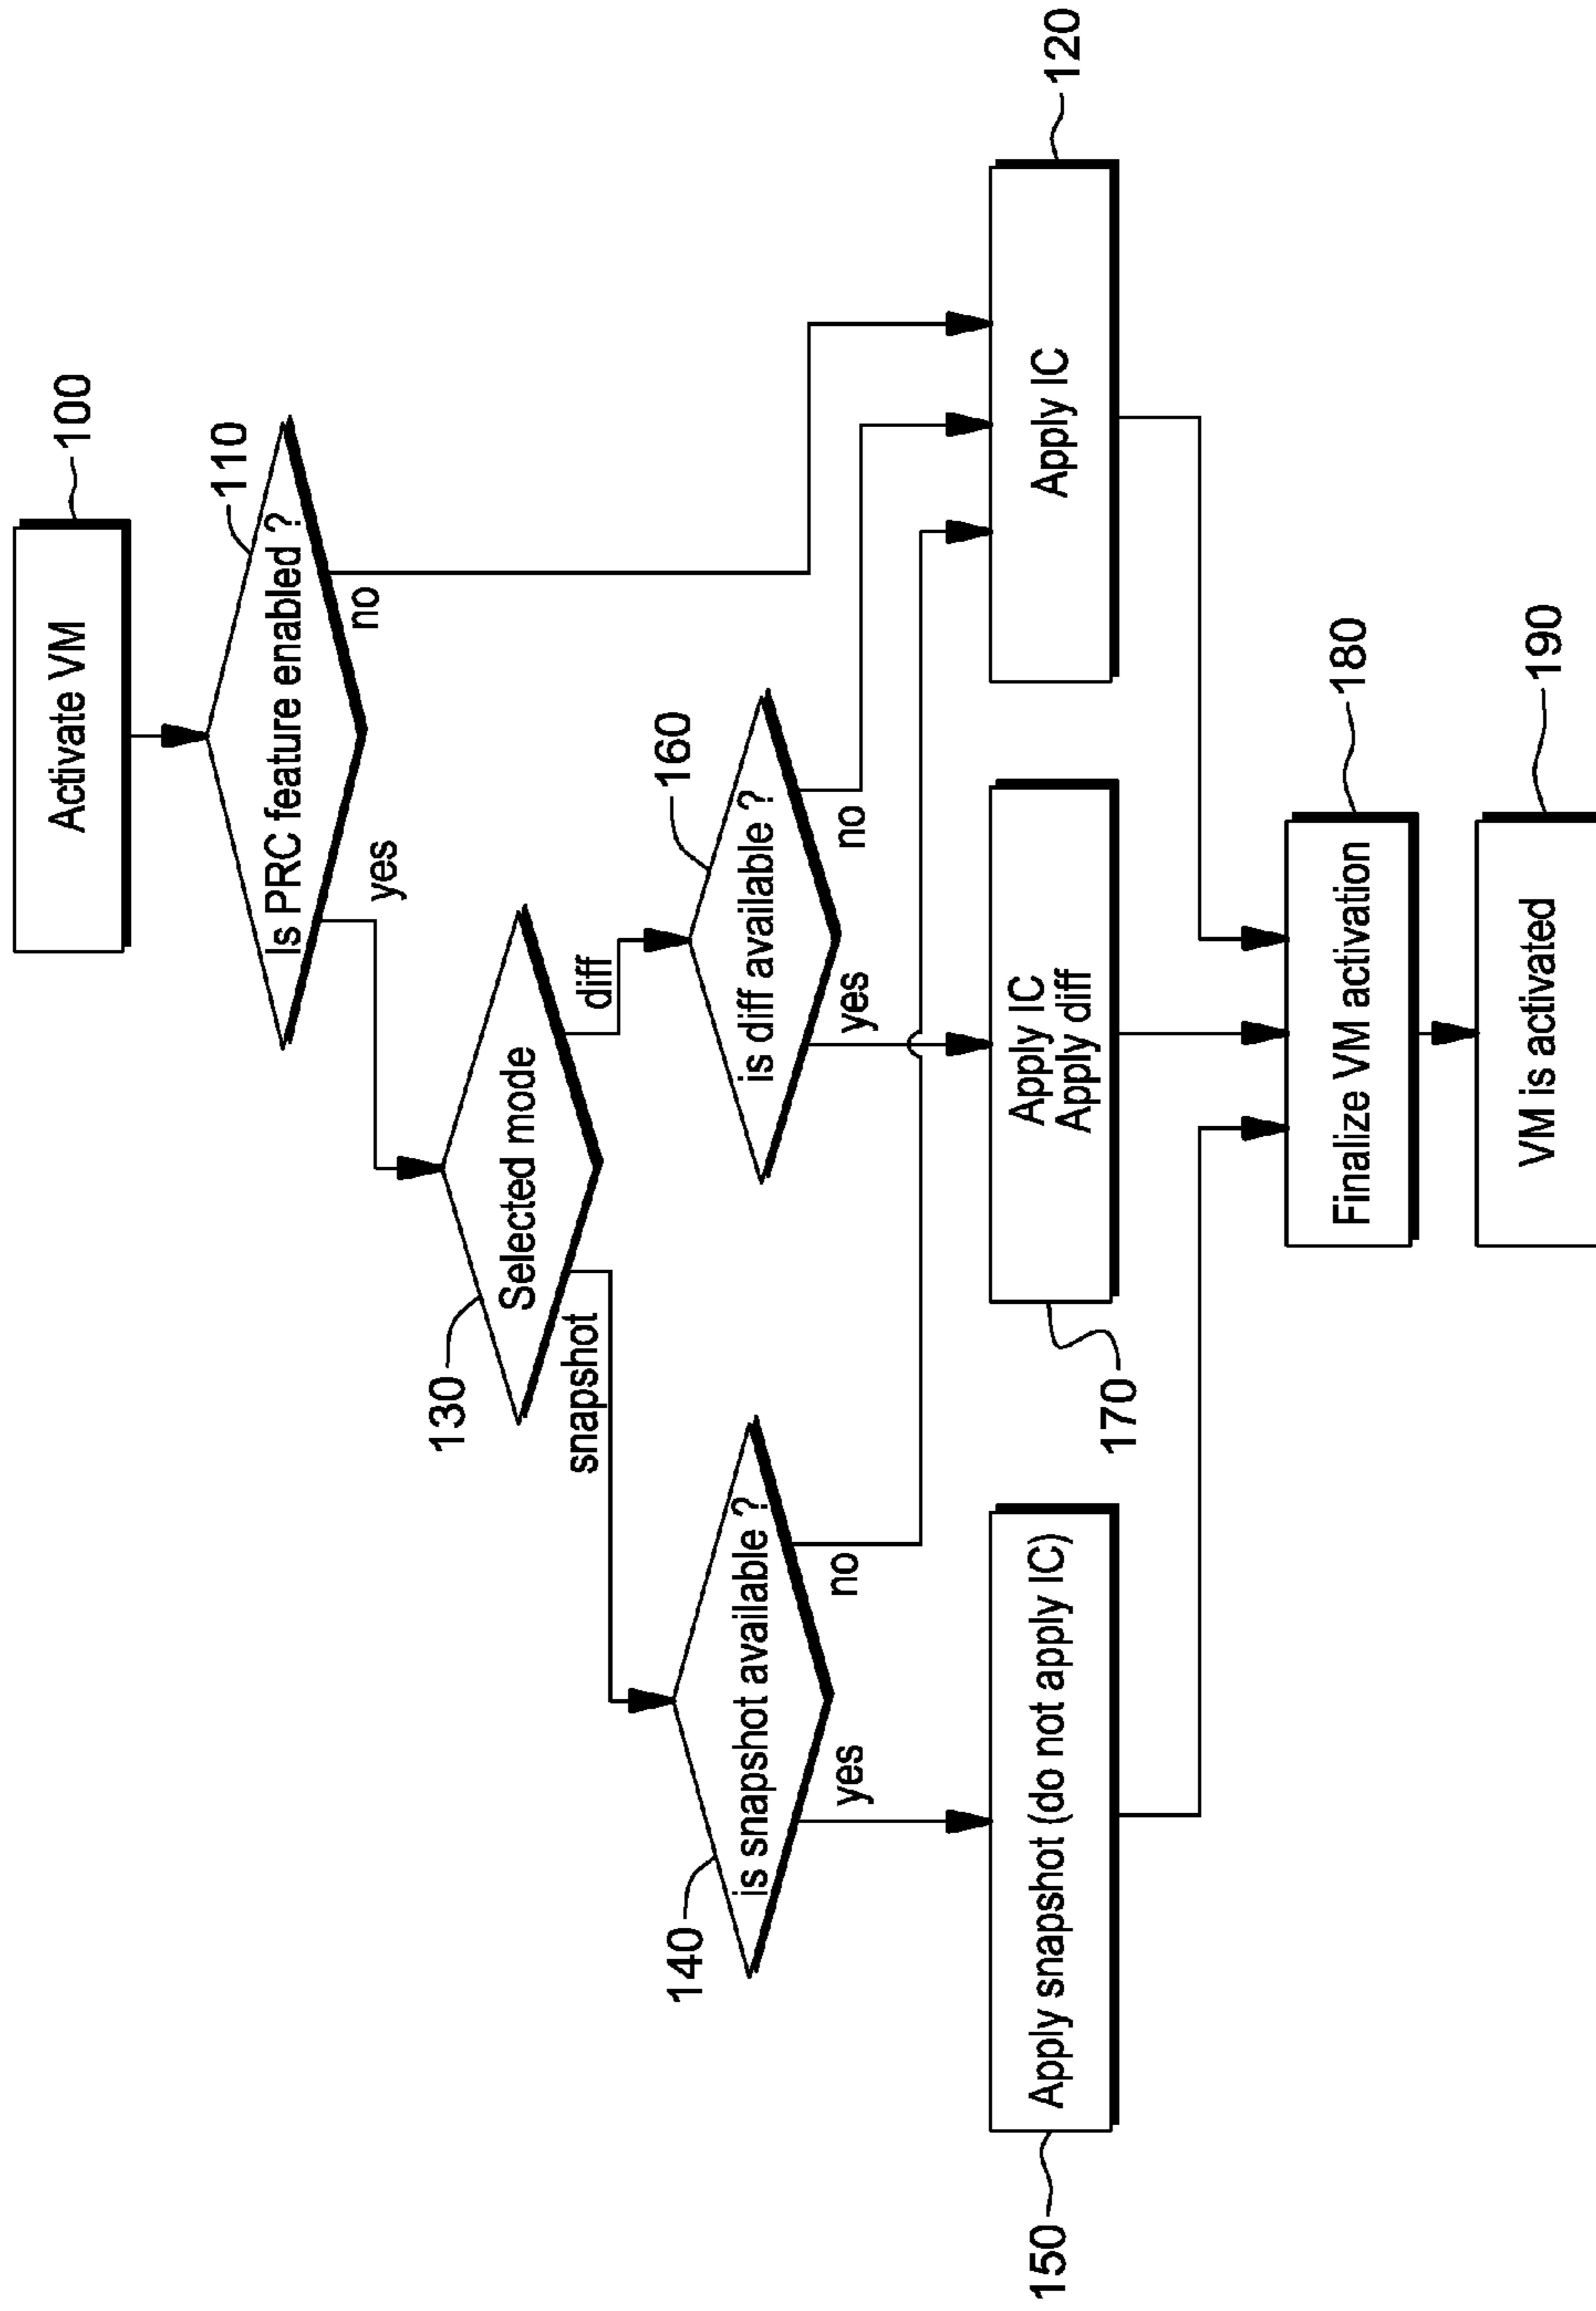 Activate VM
100
110
Is PRC feature enabled ?
yes
no
130
Selected mode
snapshot
diff
140
is snapshot available ?
yes
no
160
is diff available ?
yes
no
150
Apply snapshot (do not apply IC)
170
Apply IC
Apply diff
Apply IC
120
Finalize VM activation
180
VM is activated
190